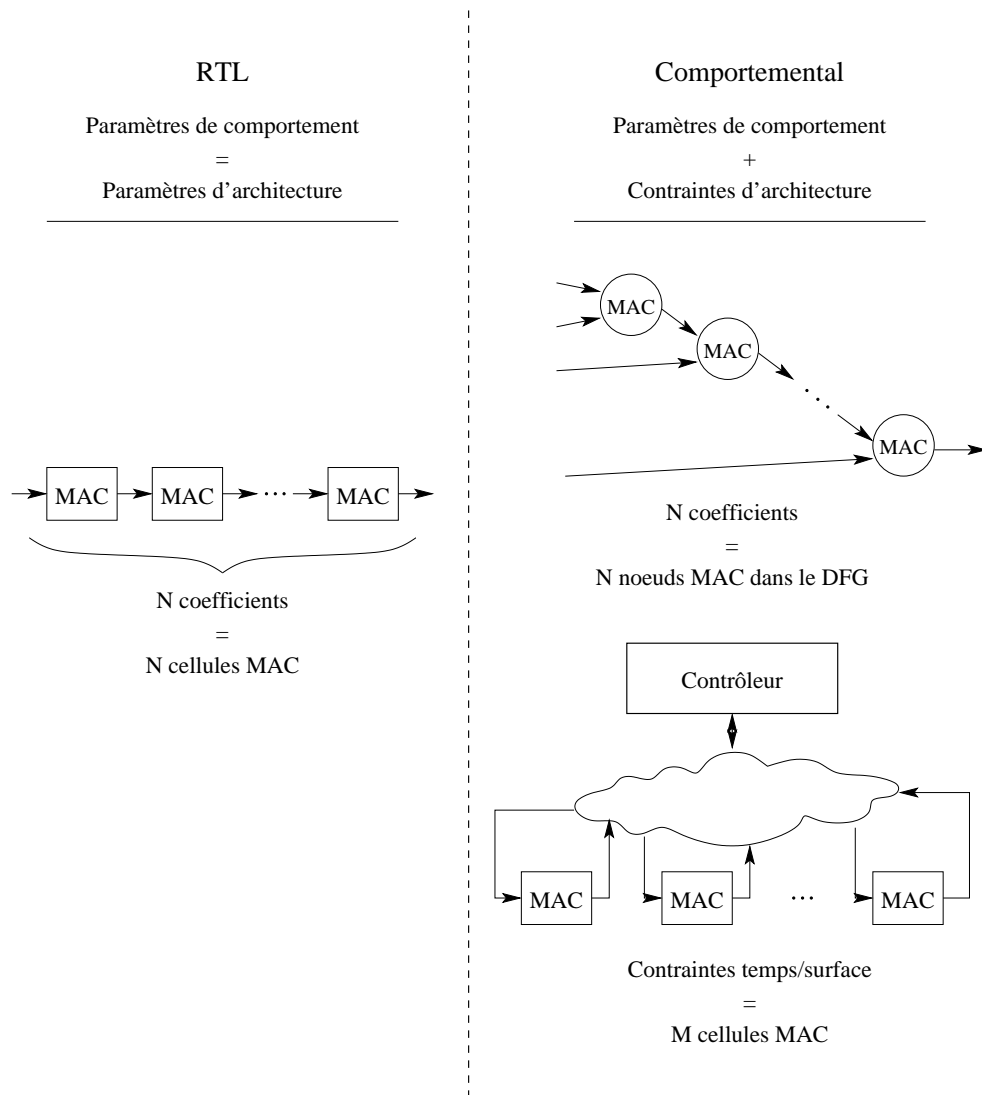 RTL
Paramètres de comportement
=
Paramètres d'architecture
MAC MAC ... MAC
N coefficients
=
N cellules MAC
Comportemental
Paramètres de comportement
+
Contraintes d'architecture
MAC
MAC
...
MAC
N coefficients
=
N noeuds MAC dans le DFG
Contrôleur
MAC MAC ... MAC
Contraintes temps/surface
=
M cellules MAC